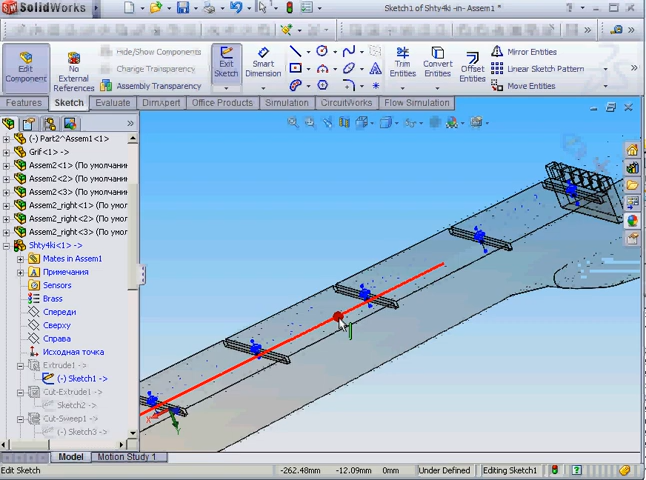 SolidWorks
Sketch1 of Shty4ki -in- Assem1 *
Edit Component
No External References
Hide/Show Components
Change Transparency
Assembly Transparency
Exit Sketch
Smart Dimension
Trim Entities
Convert Entities
Offset Entities
Mirror Entities
Linear Sketch Pattern
Move Entities
Features
Sketch
Evaluate
DimXpert
Office Products
Simulation
CircuitWorks
Flow Simulation
(-) Part2^Assem1<1>
Grif<1> ->
Assem2<1> (По умолчани
Assem2<2> (По умолчани
Assem2<3> (По умолчани
Assem2_right<1> (По умол
Assem2_right<2> (По умол
Assem2_right<3> (По умол
Shty4ki<1> ->
Mates in Assem1
Примечания
Sensors
Brass
Спереди
Сверху
Справа
Исходная точка
Extrude1 ->
(-) Sketch1 ->
Cut-Extrude1 ->
Sketch2 ->
Cut-Sweep1 ->
(-) Sketch3 ->
X
Y
Model
Motion Study 1
Edit Sketch
-262.48mm
-12.09mm
0mm
Under Defined
Editing Sketch1